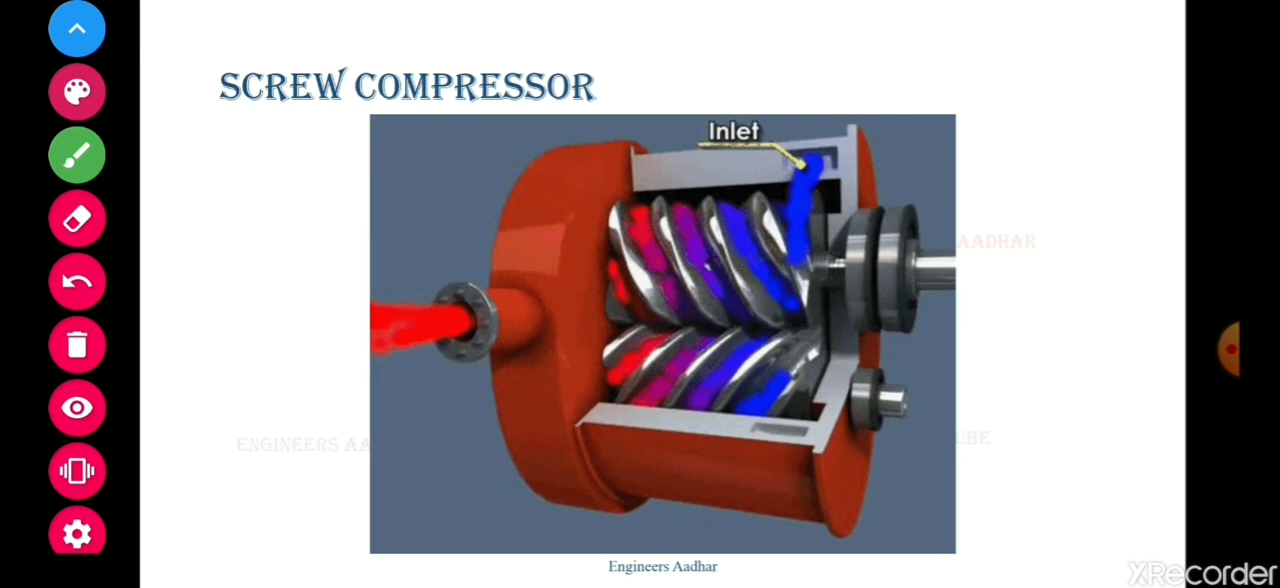 SCREW COMPRESSOR
Inlet
AADHAR
ENGINEERS AA
UBE
Engineers Aadhar
XRecorder